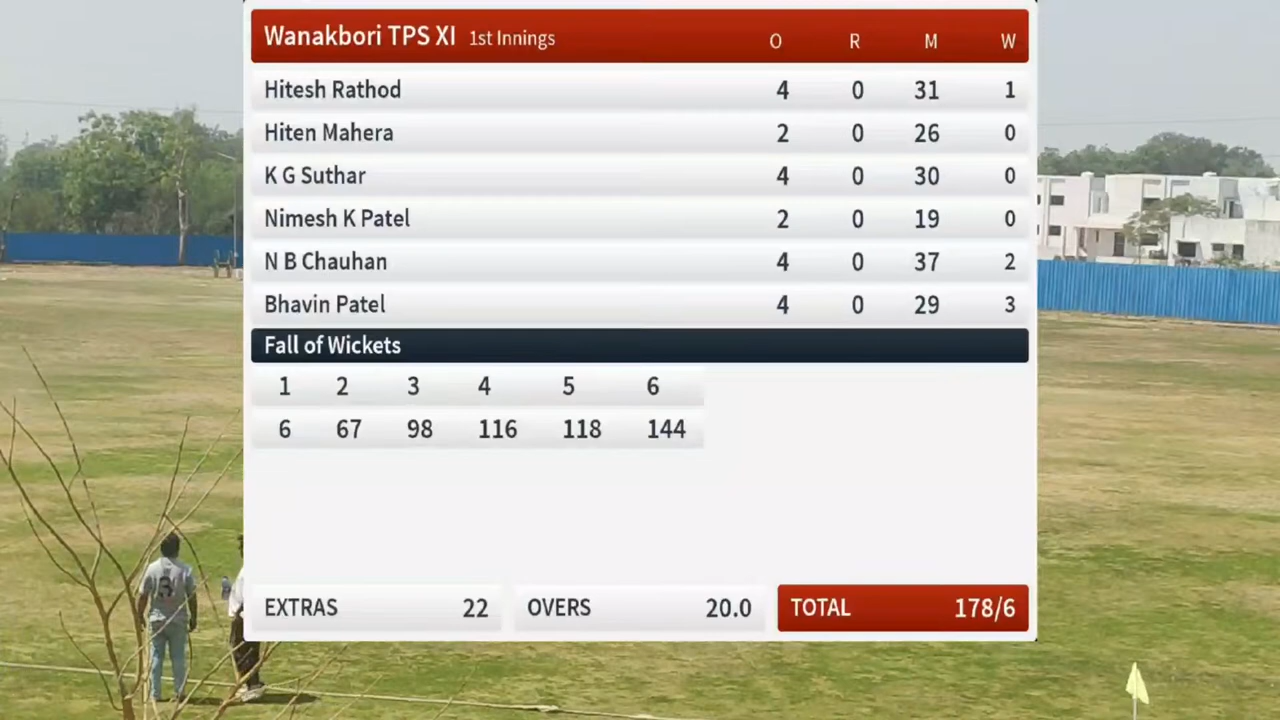 Wanakbori TPS XI 1st Innings O R M W
Hitesh Rathod 4 0 31 1
Hiten Mahera 2 0 26 0
K G Suthar 4 0 30 0
Nimesh K Patel 2 0 19 0
N B Chauhan 4 0 37 2
Bhavin Patel 4 0 29 3
Fall of Wickets
1 2 3 4 5 6
6 67 98 116 118 144
EXTRAS 22 OVERS 20.0 TOTAL 178/6